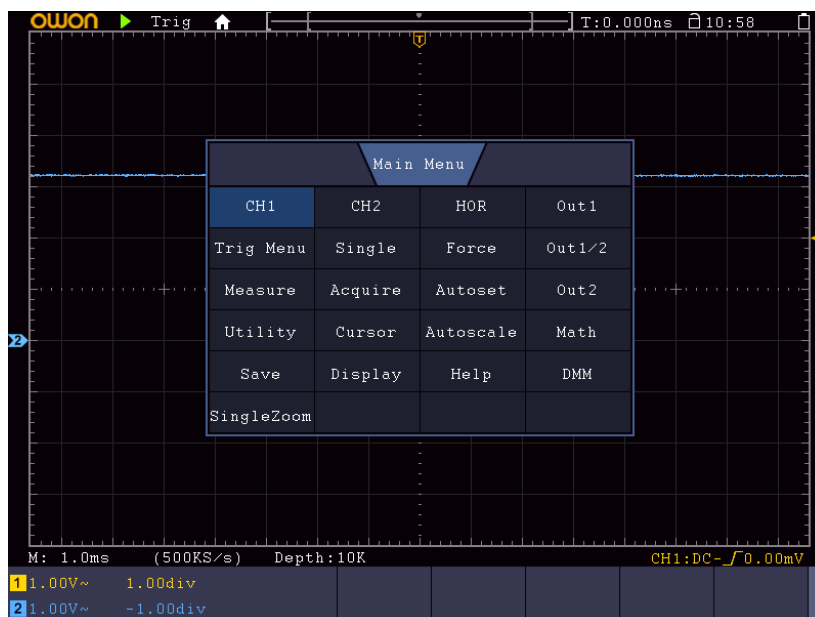 OWON Trig T:0.000ns 10:58
T
Main Menu
CH1 CH2 HOR Out1
Trig Menu Single Force Out1/2
Measure Acquire Autoset Out2
2 Utility Cursor Autoscale Math
Save Display Help DMM
SingleZoom
M: 1.0ms (500KS/s) Depth:10K CH1:DC- 0.00mV
1 1.00V~ 1.00div
2 1.00V~ -1.00div